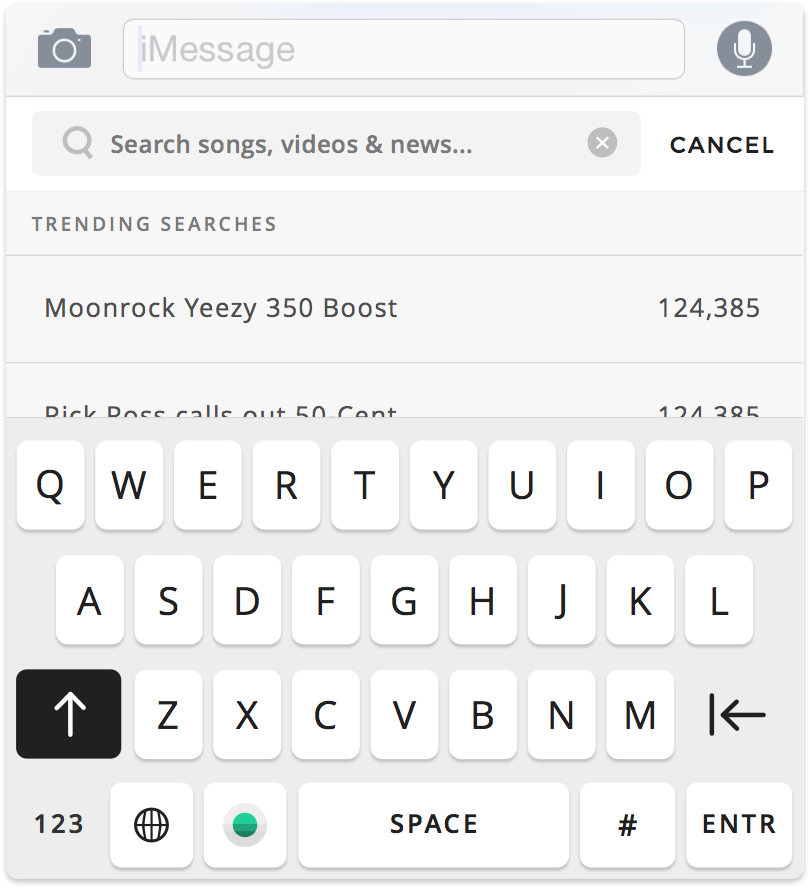 iMessage
Search songs, videos & news...
CANCEL
TRENDING SEARCHES
Moonrock Yeezy 350 Boost 124,385
Rick Ross calls out 50-Cent 124,385
Q W E R T Y U I O P
A S D F G H J K L
Z X C V B N M
123 SPACE # ENTR